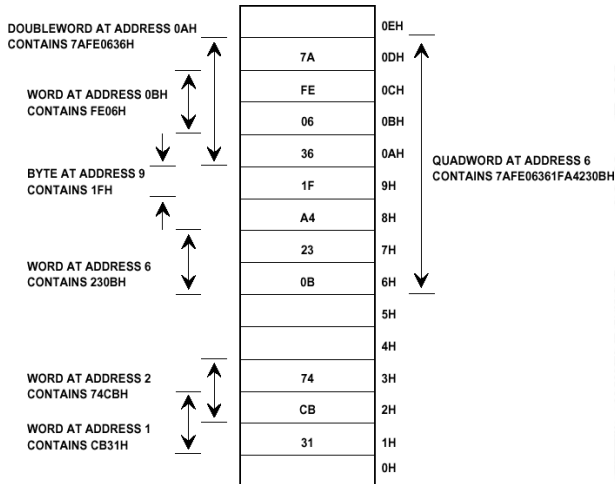 DOUBLEWORD AT ADDRESS 0AH
CONTAINS 7AFE0636H
WORD AT ADDRESS 0BH
CONTAINS FE06H
BYTE AT ADDRESS 9
CONTAINS 1FH
WORD AT ADDRESS 6
CONTAINS 230BH
WORD AT ADDRESS 2
CONTAINS 74CBH
WORD AT ADDRESS 1
CONTAINS CB31H
0EH
7A 0DH
FE 0CH
06 0BH
36 0AH
1F 9H
A4 8H
23 7H
0B 6H
5H
4H
74 3H
CB 2H
31 1H
0H
QUADWORD AT ADDRESS 6
CONTAINS 7AFE06361FA4230BH